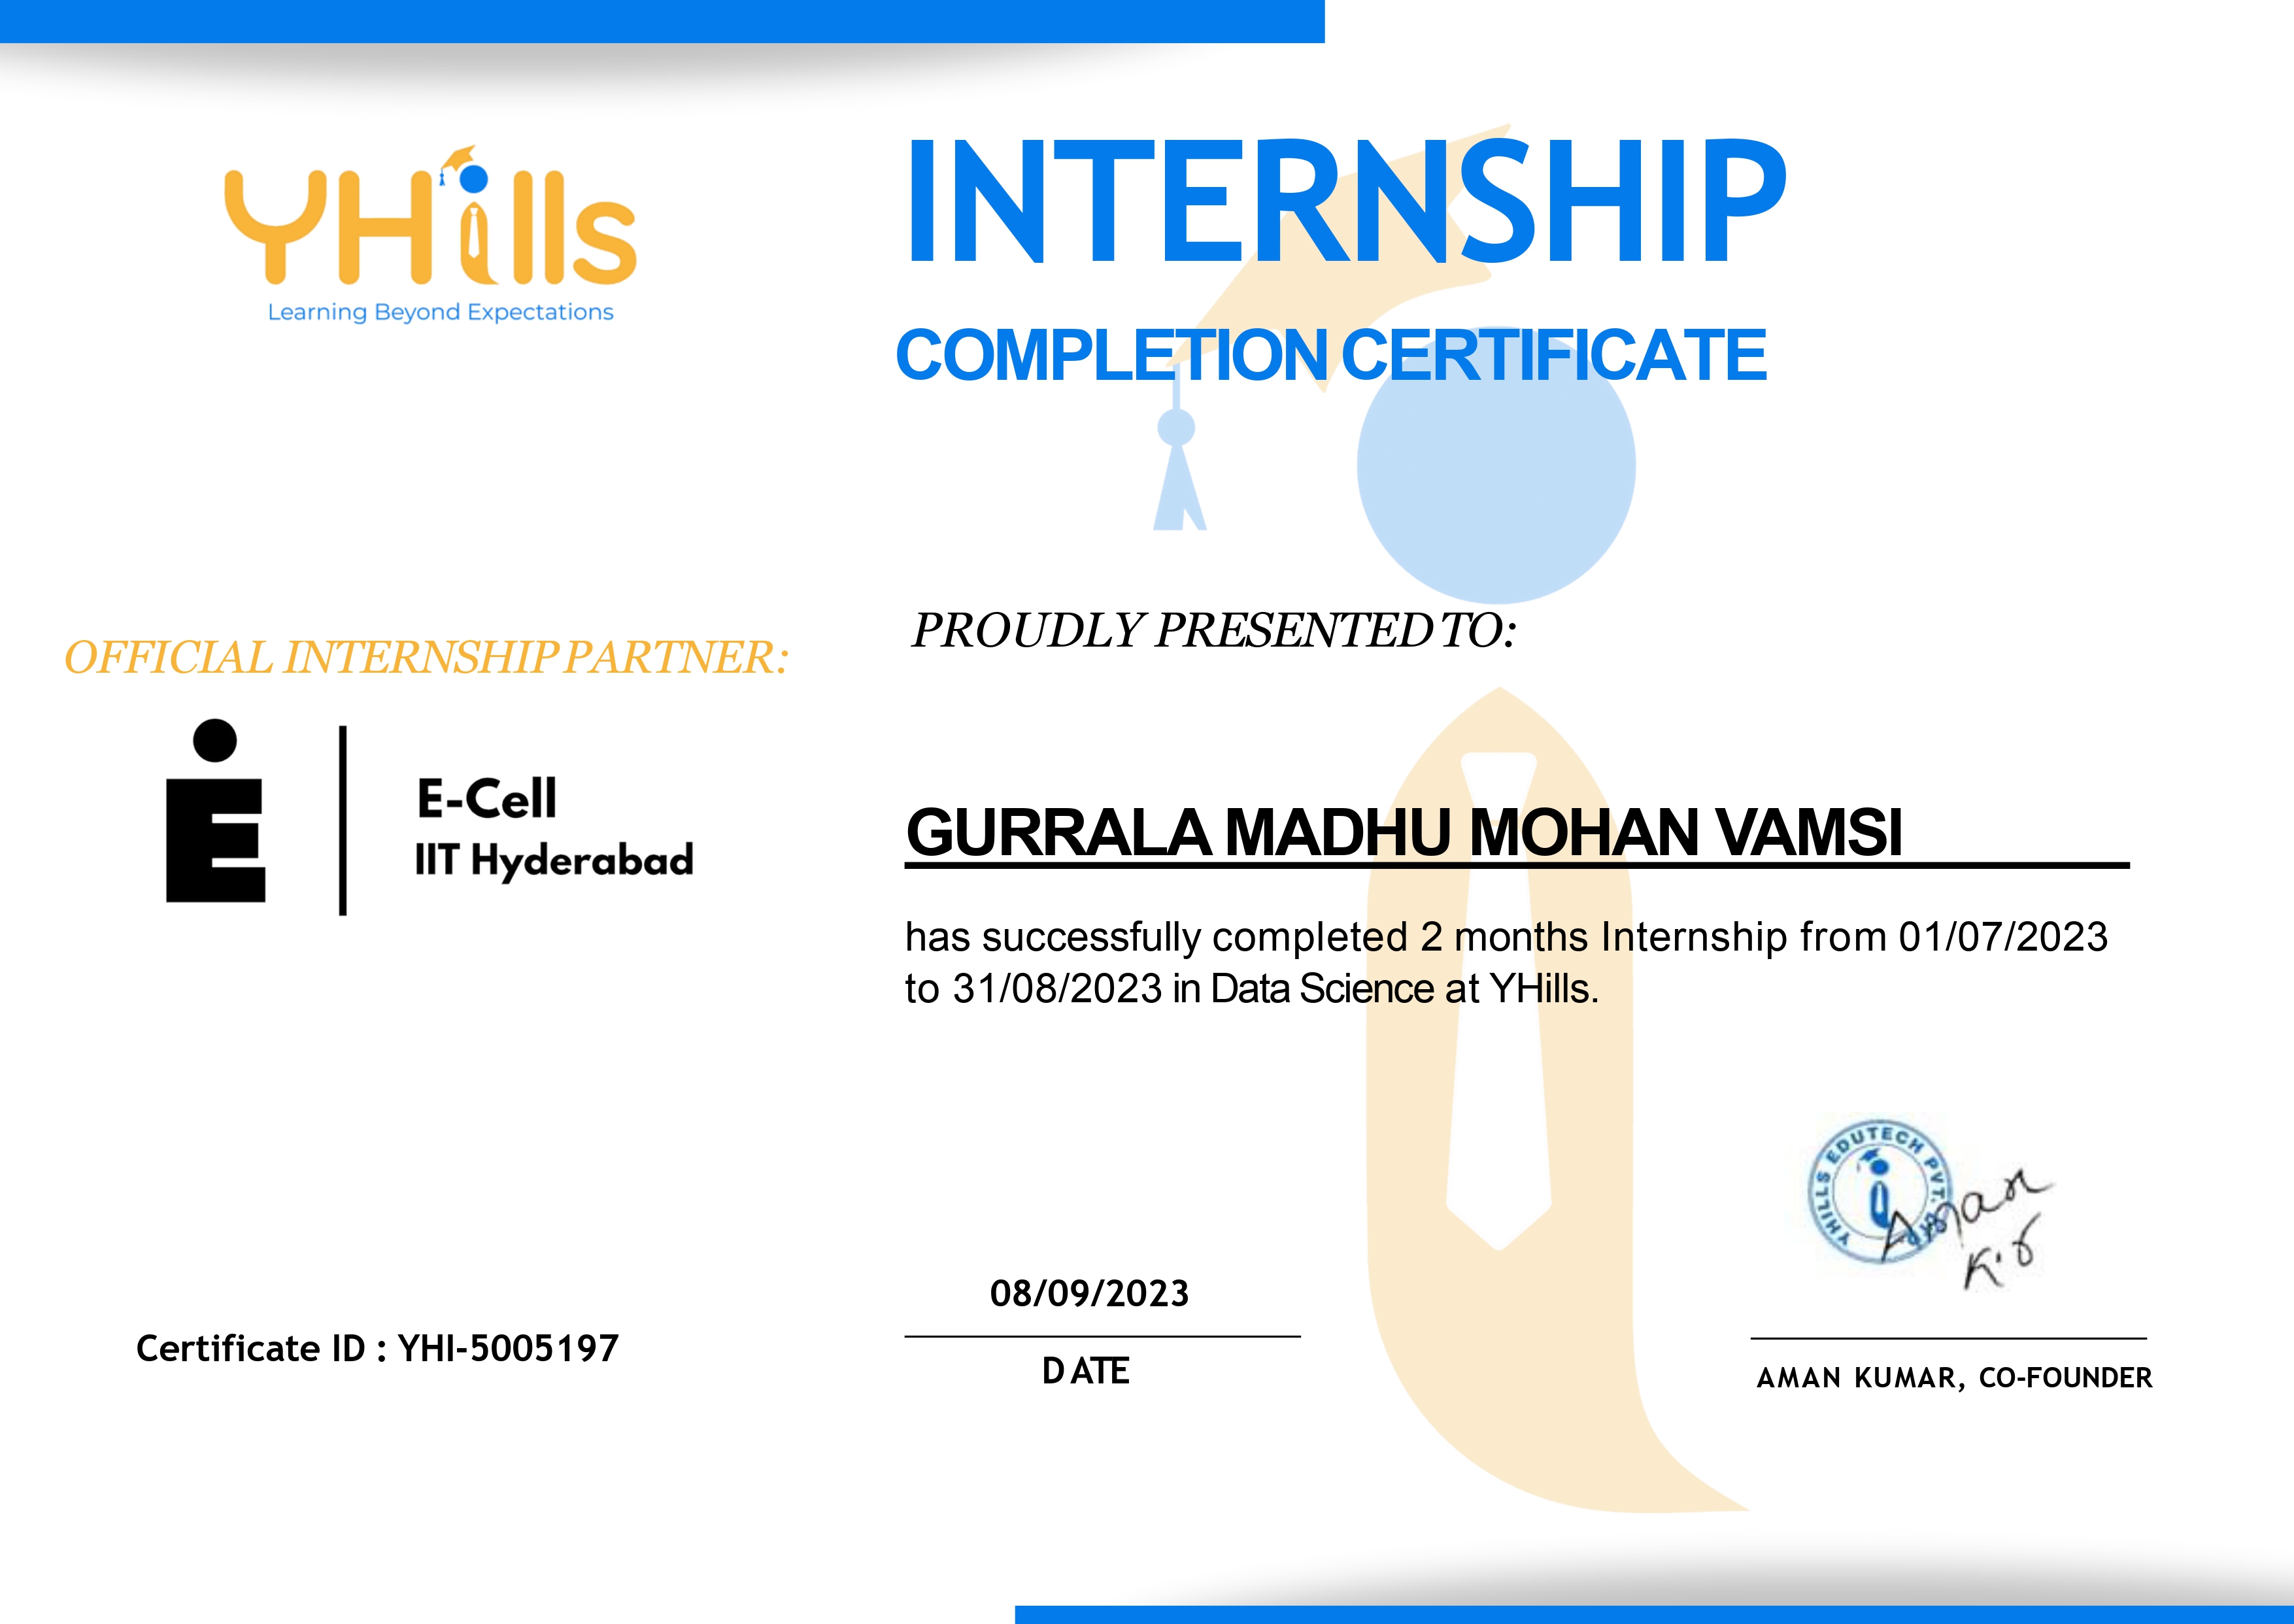 YHills
Learning Beyond Expectations
INTERNSHIP
COMPLETION CERTIFICATE
OFFICIAL INTERNSHIP PARTNER:
E-Cell
IIT Hyderabad
PROUDLY PRESENTED TO:
GURRALA MADHU MOHAN VAMSI
has successfully completed 2 months Internship from 01/07/2023
to 31/08/2023 in Data Science at YHills.
YHILLS EDUTECH PVT.
Aman
08/09/2023
DATE
Certificate ID : YHI-5005197
AMAN KUMAR, CO-FOUNDER